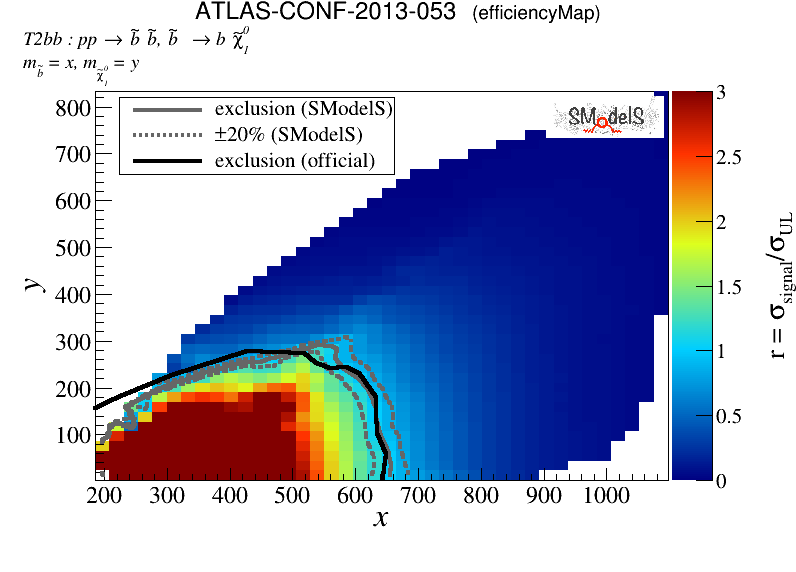 ATLAS-CONF-2013-053 (efficiencyMap)
T2bb : pp → b̃ b̃, b̃ → b χ̃⁰₁
m_b̃ = x, m_χ̃⁰₁ = y
exclusion (SModelS)
±20% (SModelS)
exclusion (official)
SModelS
800
700
600
500
400
300
200
100
y
200 300 400 500 600 700 800 900 1000
x
3
2.5
2
1.5
1
0.5
0
r = σ_signal/σ_UL